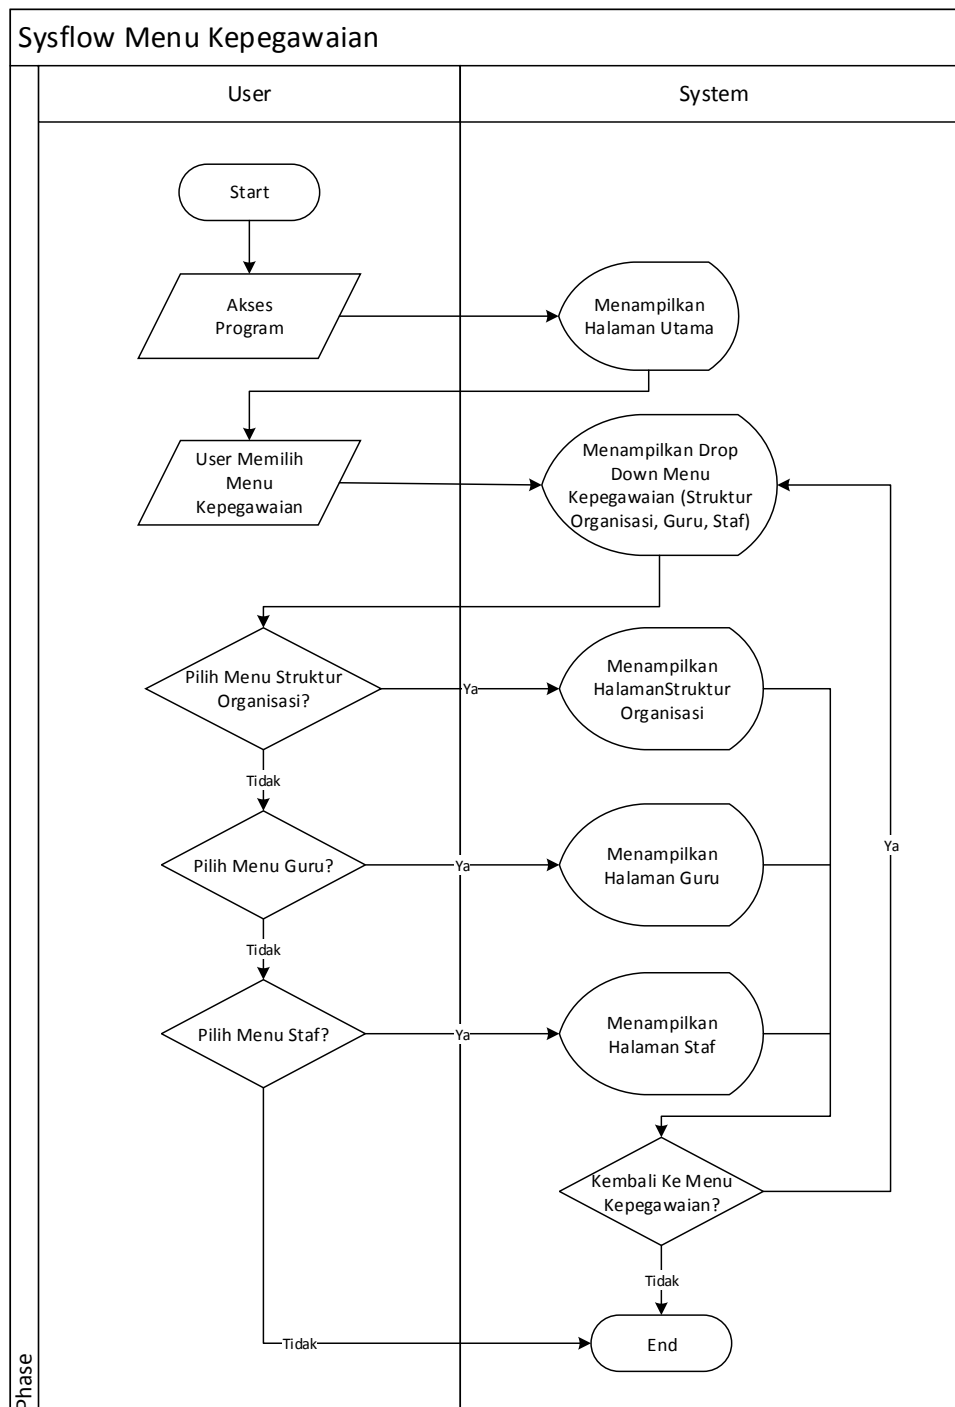 Sysflow Menu Kepegawaian
User
System
Start
Akses
Program
Menampilkan
Halaman Utama
User Memilih
Menu
Kepegawaian
Menampilkan Drop
Down Menu
Kepegawaian (Struktur
Organisasi, Guru, Staf)
Pilih Menu Struktur
Organisasi?
Ya
Menampilkan
HalamanStruktur
Organisasi
Tidak
Pilih Menu Guru?
Ya
Menampilkan
Halaman Guru
Ya
Tidak
Pilih Menu Staf?
Ya
Menampilkan
Halaman Staf
Kembali Ke Menu
Kepegawaian?
Tidak
Tidak
End
Phase